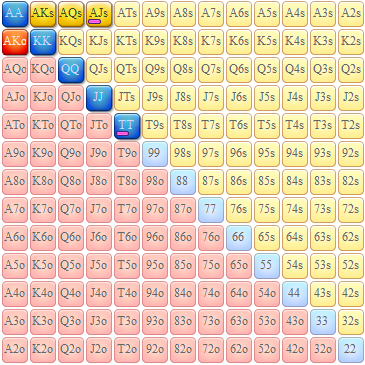 AA AKs AQs AJs ATs A9s A8s A7s A6s A5s A4s A3s A2s
AKo KK KQs KJs KTs K9s K8s K7s K6s K5s K4s K3s K2s
AQo KQo QQ QJs QTs Q9s Q8s Q7s Q6s Q5s Q4s Q3s Q2s
AJo KJo QJo JJ JTs J9s J8s J7s J6s J5s J4s J3s J2s
ATo KTo QTo JTo TT T9s T8s T7s T6s T5s T4s T3s T2s
A9o K9o Q9o J9o T9o 99 98s 97s 96s 95s 94s 93s 92s
A8o K8o Q8o J8o T8o 98o 88 87s 86s 85s 84s 83s 82s
A7o K7o Q7o J7o T7o 97o 87o 77 76s 75s 74s 73s 72s
A6o K6o Q6o J6o T6o 96o 86o 76o 66 65s 64s 63s 62s
A5o K5o Q5o J5o T5o 95o 85o 75o 65o 55 54s 53s 52s
A4o K4o Q4o J4o T4o 94o 84o 74o 64o 54o 44 43s 42s
A3o K3o Q3o J3o T3o 93o 83o 73o 63o 53o 43o 33 32s
A2o K2o Q2o J2o T2o 92o 82o 72o 62o 52o 42o 32o 22